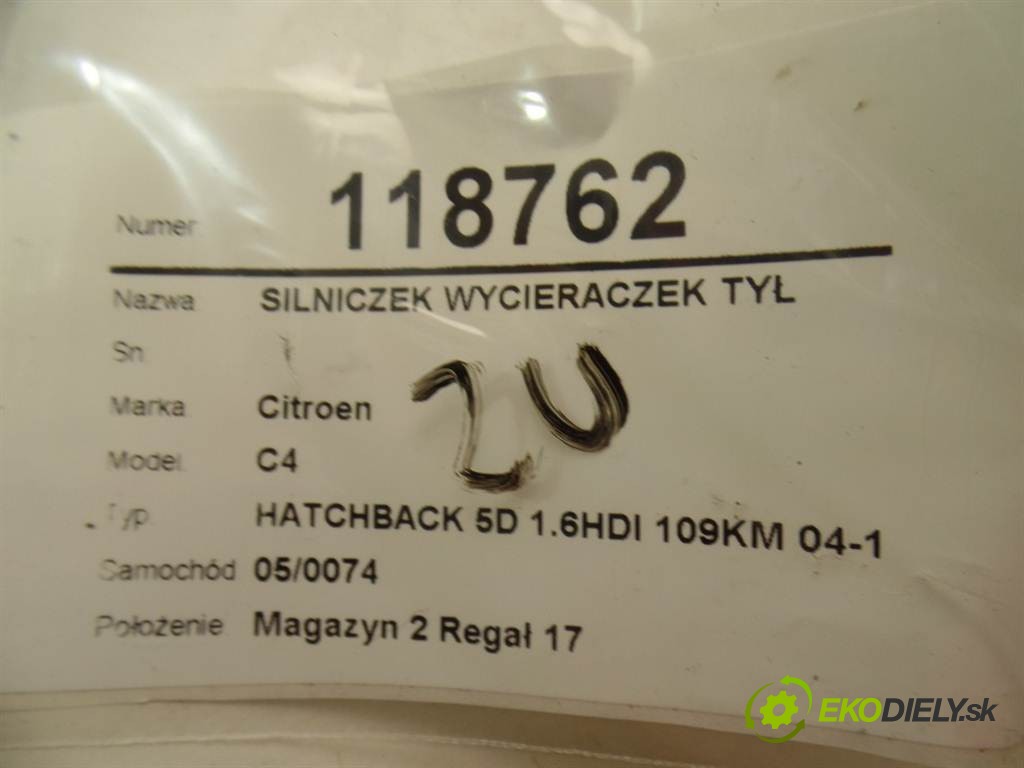 Numer 118762
Nazwa SILNICZEK WYCIERACZEK TYŁ
Sn
Marka Citroen
Model C4
Typ HATCHBACK 5D 1.6HDI 109KM 04-1
Samochód 05/0074
Położenie Magazyn 2 Regał 17
EKODIELY.sk